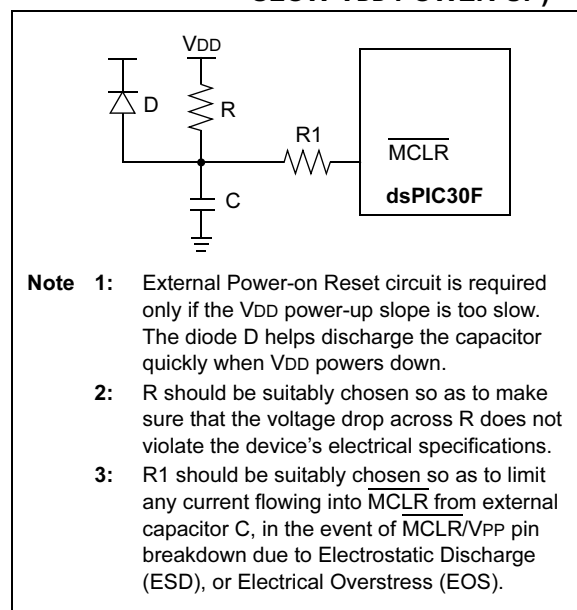 VDD
D
R
R1
MCLR
dsPIC30F
C
Note 1: External Power-on Reset circuit is required
only if the VDD power-up slope is too slow.
The diode D helps discharge the capacitor
quickly when VDD powers down.
2: R should be suitably chosen so as to make
sure that the voltage drop across R does not
violate the device's electrical specifications.
3: R1 should be suitably chosen so as to limit
any current flowing into MCLR from external
capacitor C, in the event of MCLR/VPP pin
breakdown due to Electrostatic Discharge
(ESD), or Electrical Overstress (EOS).